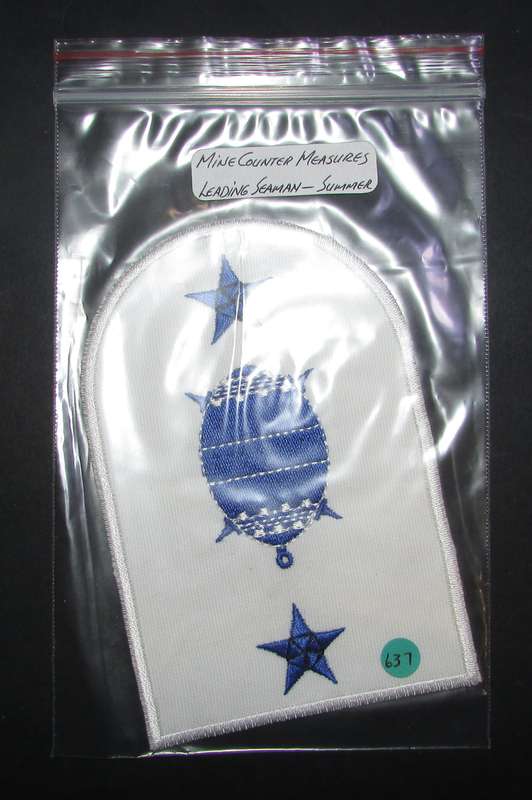 Mine Counter Measures
Leading Seaman – Summer
637